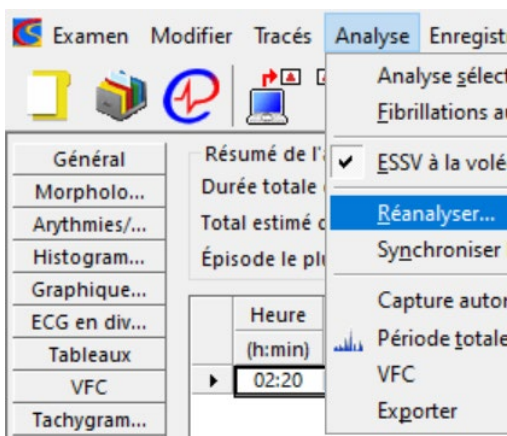 Examen Modifier Tracés Analyse Enregist
Analyse sélect
Fibrillations a
ESSV à la volé
Réanalyser...
Synchroniser
Capture auto
Période totale
VFC
Exporter
Général
Morpholo...
Arythmies/...
Histogram...
Graphique...
ECG en div...
Tableaux
VFC
Tachygram...
Résumé de l'
Durée totale
Total estimé
Épisode le pl
Heure
(h:min)
02:20